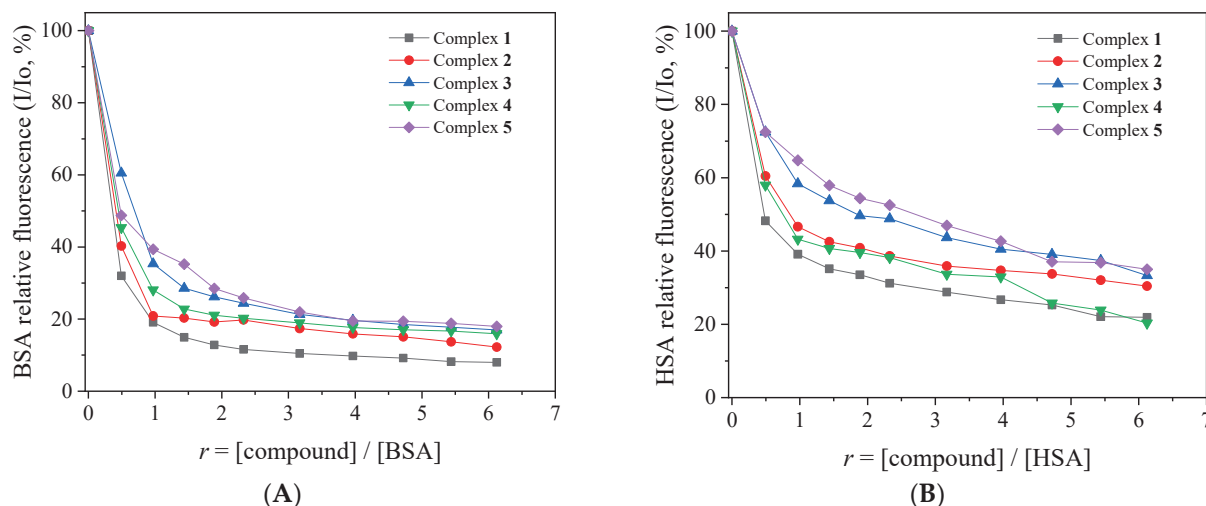 BSA relative fluorescence (I/Io, %)
100
80
60
40
20
0
0 1 2 3 4 5 6 7
r = [compound] / [BSA]
Complex 1
Complex 2
Complex 3
Complex 4
Complex 5
(A)
HSA relative fluorescence (I/Io, %)
100
80
60
40
20
0
0 1 2 3 4 5 6 7
r = [compound] / [HSA]
Complex 1
Complex 2
Complex 3
Complex 4
Complex 5
(B)